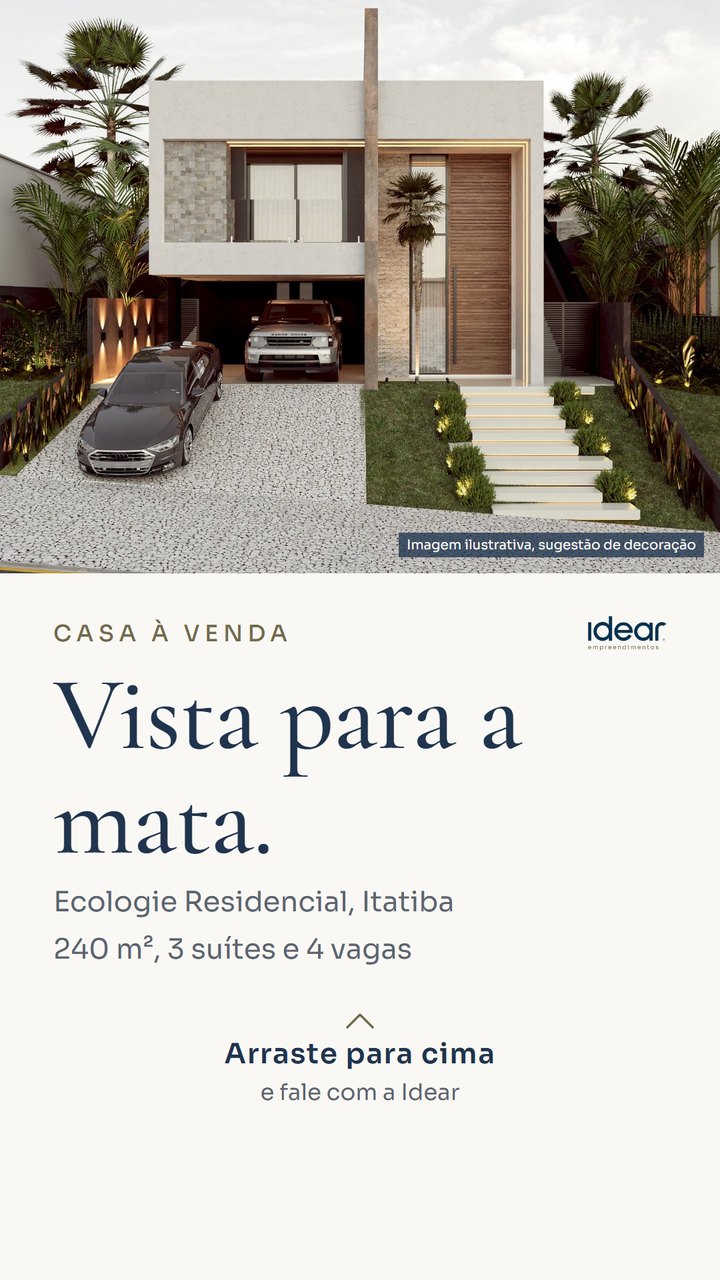 Imagem ilustrativa, sugestão de decoração
CASA À VENDA
idear
empreendimentos
Vista para a
mata.
Ecologie Residencial, Itatiba
240 m², 3 suítes e 4 vagas
Arraste para cima
e fale com a Idear